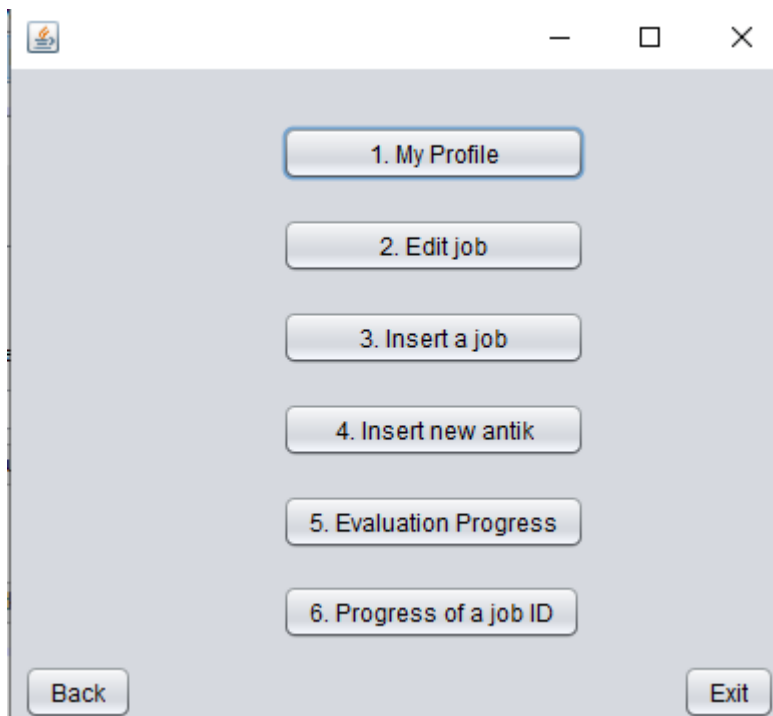 1. My Profile
2. Edit job
3. Insert a job
4. Insert new antik
5. Evaluation Progress
6. Progress of a job ID
Back
Exit